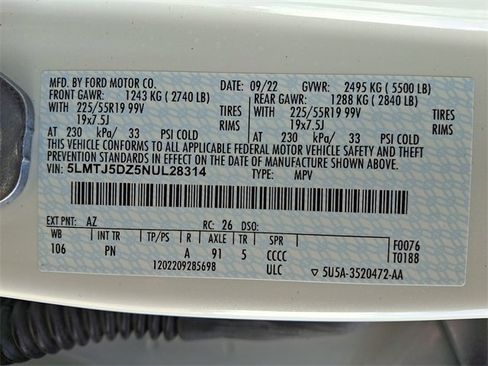 MFD. BY FORD MOTOR CO. DATE: 09/22 GVWR: 2495 KG ( 5500 LB)
FRONT GAWR: 1243 KG ( 2740 LB) REAR GAWR: 1288 KG ( 2840 LB)
WITH 225/55R19 99V TIRES WITH 225/55R19 99V TIRES
19x7.5J RIMS 19x7.5J RIMS
AT 230 kPa/ 33 PSI COLD AT 230 kPa/ 33 PSI COLD
THIS VEHICLE CONFORMS TO ALL APPLICABLE FEDERAL MOTOR VEHICLE SAFETY AND THEFT PREVENTION STANDARDS IN EFFECT ON THE DATE OF MANUFACTURE SHOWN ABOVE.
VIN: 5LMTJ5DZ5NUL28314 TYPE: MPV
EXT PNT: AZ RC: 26 DSO:
WB INT TR TP/PS R AXLE TR SPR F0076
106 PN A 91 5 CCCC T0188
1202209285698 ULC ▽ 5U5A-3520472-AA